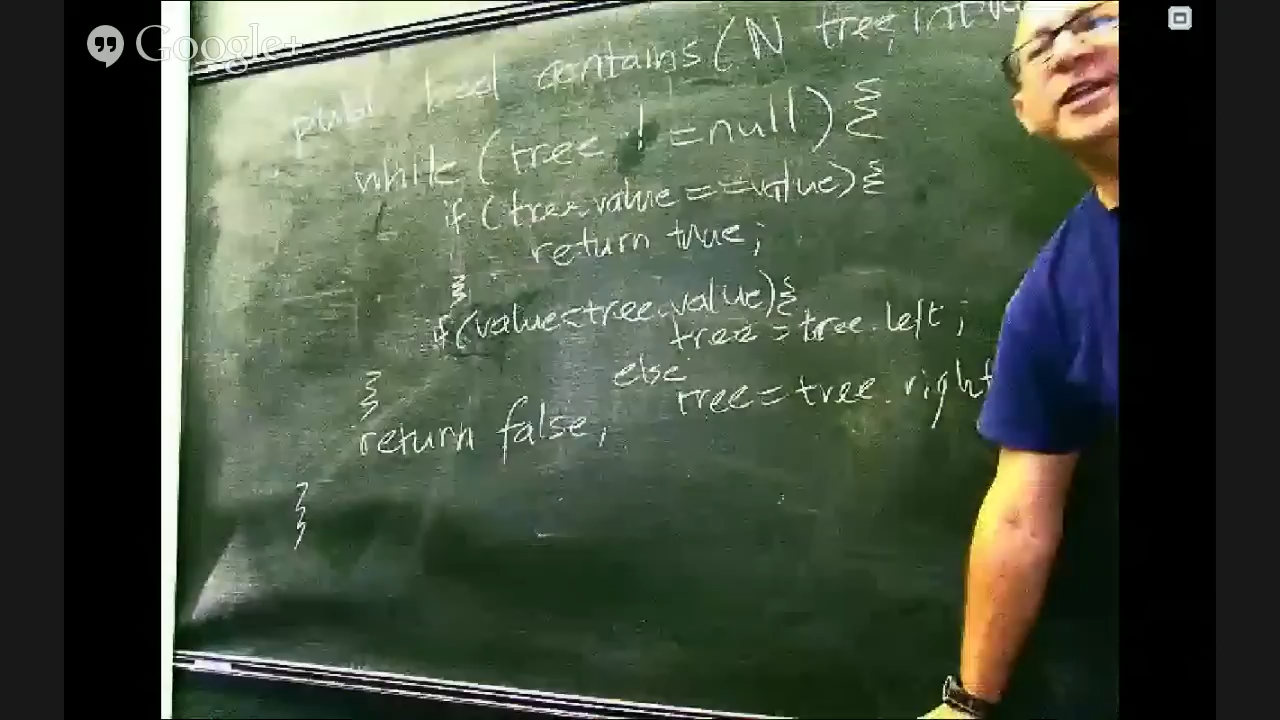 Google+
bool contains(N tree, int
while (tree != null) {
if (tree.value == value) {
return true;
}
if (value < tree.value) {
tree = tree.left;
else
tree = tree.right
}
return false;
}